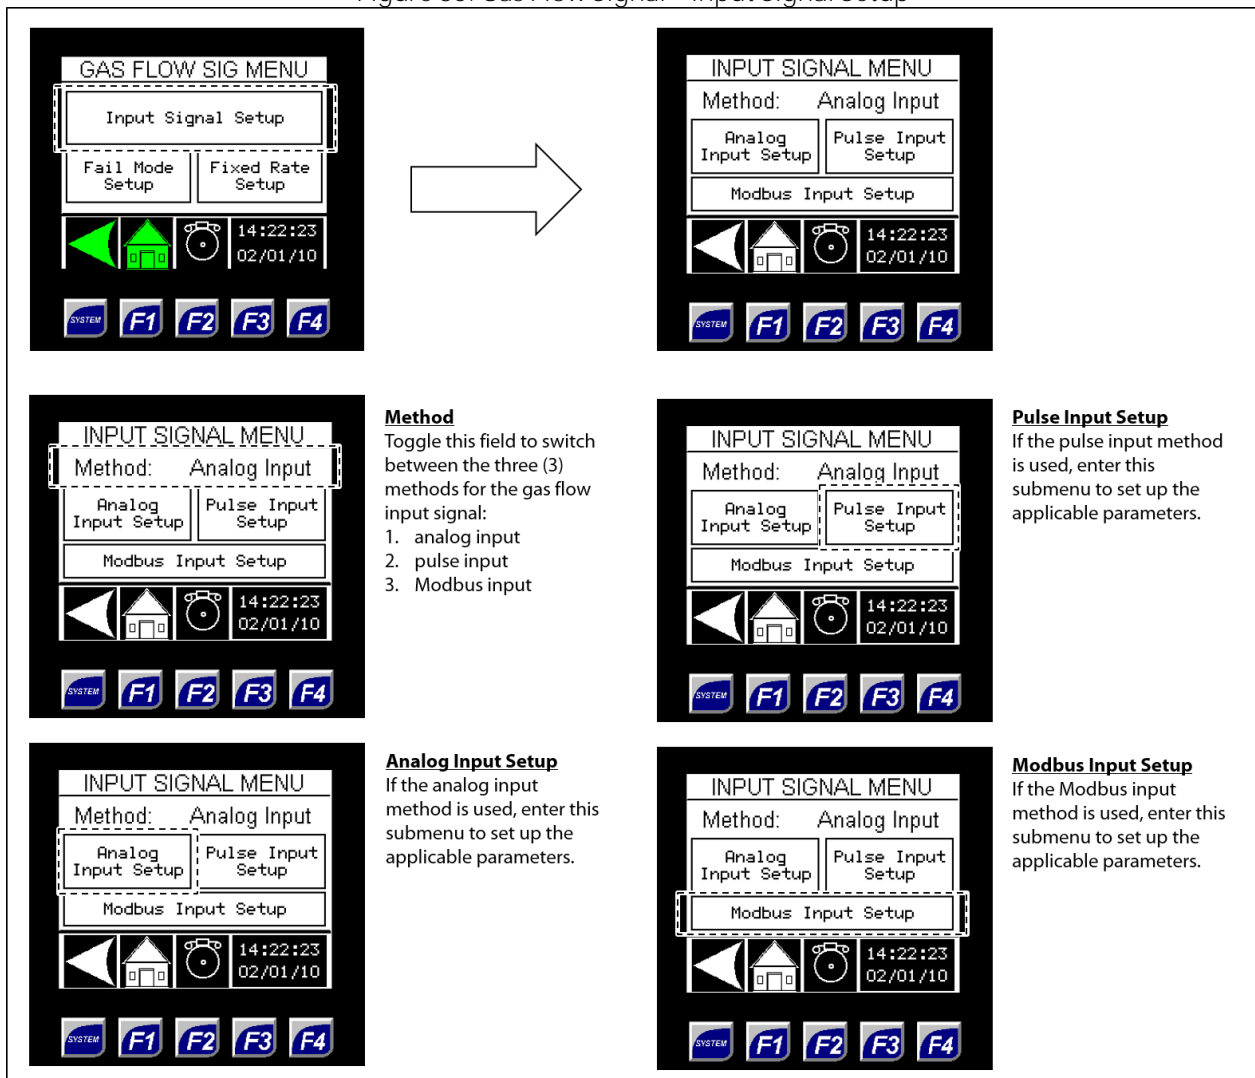 Figure Gas Flow Signal – Input Signal Setup
GAS FLOW SIG MENU
Input Signal Setup
Fail Mode
Setup
Fixed Rate
Setup
14:22:23
02/01/10
SYSTEM F1 F2 F3 F4
INPUT SIGNAL MENU
Method: Analog Input
Analog
Input Setup
Pulse Input
Setup
Modbus Input Setup
14:22:23
02/01/10
SYSTEM F1 F2 F3 F4
INPUT SIGNAL MENU
Method: Analog Input
Analog
Input Setup
Pulse Input
Setup
Modbus Input Setup
14:22:23
02/01/10
SYSTEM F1 F2 F3 F4
Method
Toggle this field to switch
between the three (3)
methods for the gas flow
input signal:
1. analog input
2. pulse input
3. Modbus input
INPUT SIGNAL MENU
Method: Analog Input
Analog
Input Setup
Pulse Input
Setup
Modbus Input Setup
14:22:23
02/01/10
SYSTEM F1 F2 F3 F4
Pulse Input Setup
If the pulse input method
is used, enter this
submenu to set up the
applicable parameters.
INPUT SIGNAL MENU
Method: Analog Input
Analog
Input Setup
Pulse Input
Setup
Modbus Input Setup
14:22:23
02/01/10
SYSTEM F1 F2 F3 F4
Analog Input Setup
If the analog input
method is used, enter this
submenu to set up the
applicable parameters.
INPUT SIGNAL MENU
Method: Analog Input
Analog
Input Setup
Pulse Input
Setup
Modbus Input Setup
14:22:23
02/01/10
SYSTEM F1 F2 F3 F4
Modbus Input Setup
If the Modbus input
method is used, enter this
submenu to set up the
applicable parameters.